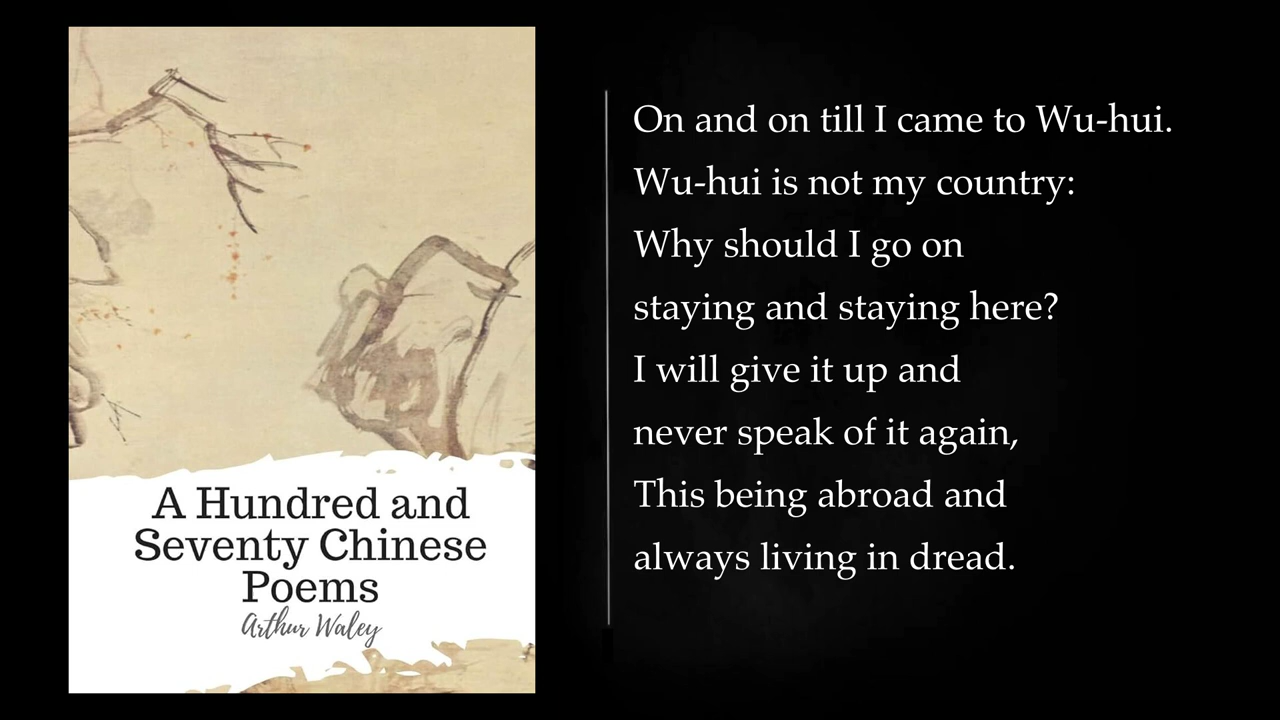 A Hundred and
Seventy Chinese
Poems
Arthur Waley
On and on till I came to Wu-hui.
Wu-hui is not my country:
Why should I go on
staying and staying here?
I will give it up and
never speak of it again,
This being abroad and
always living in dread.